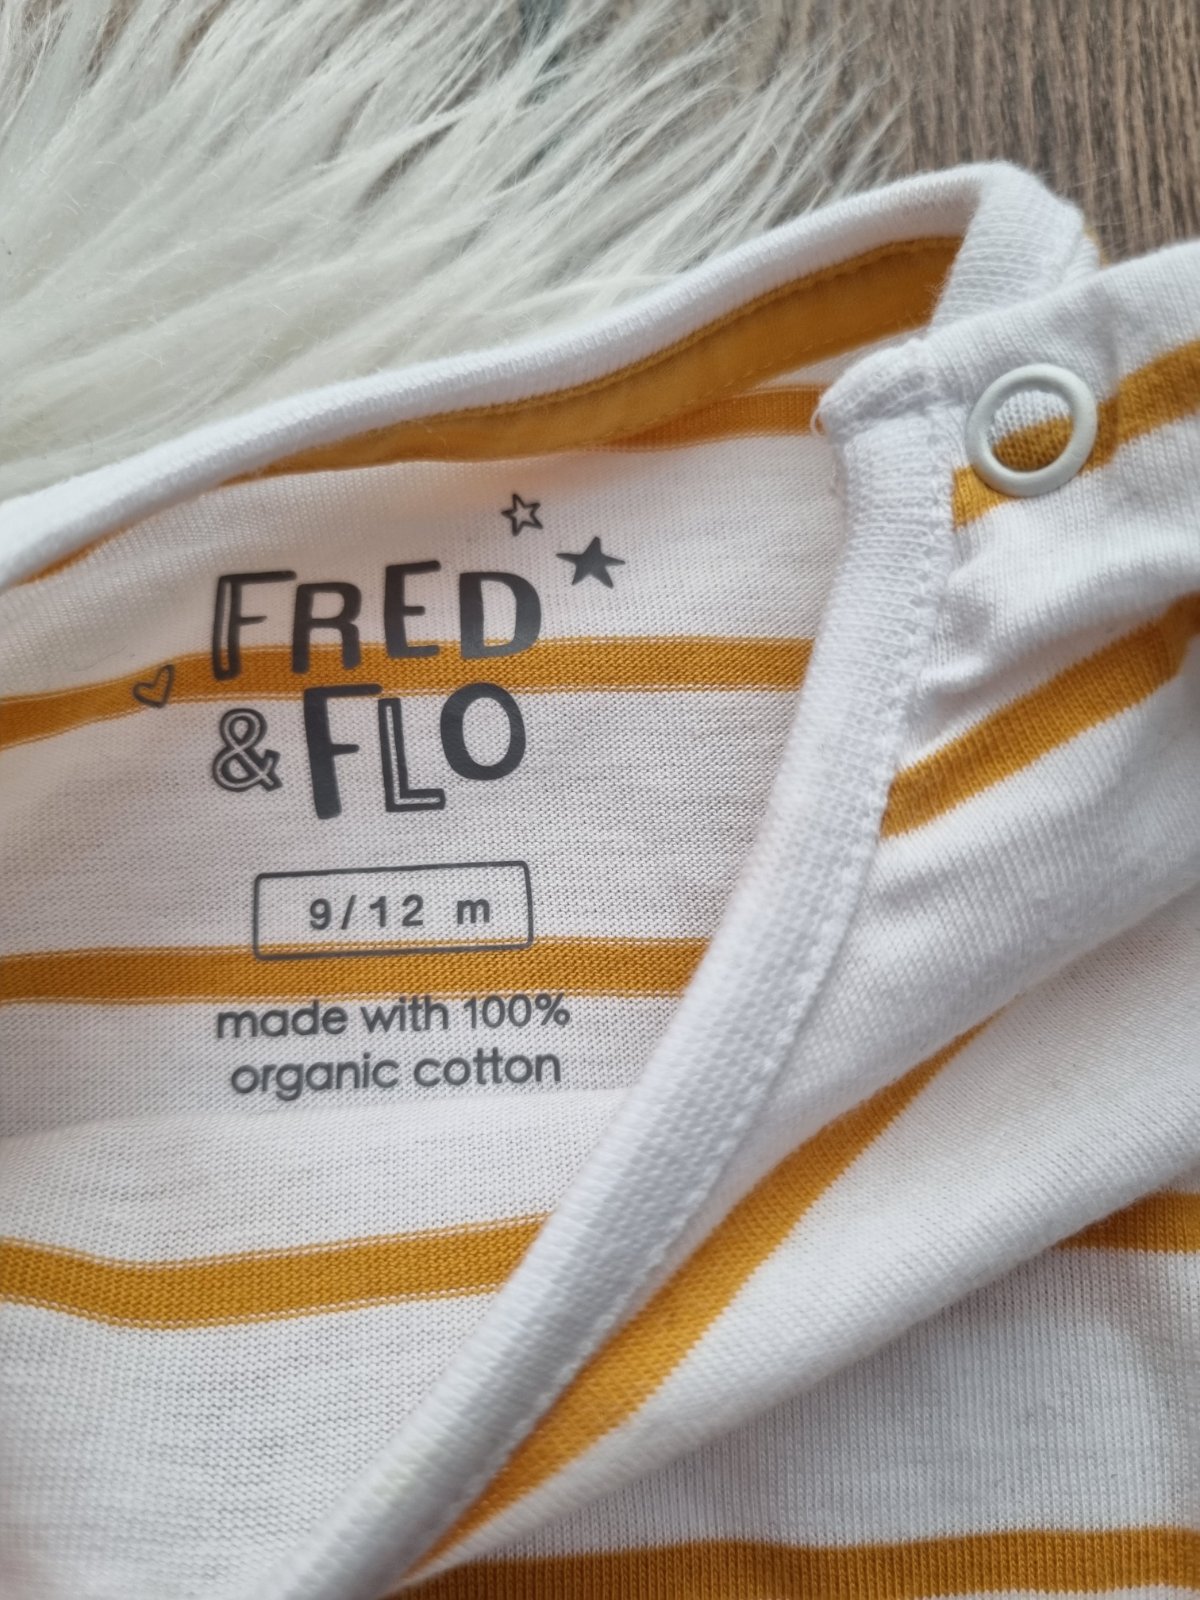 FRED
& FLO
9/12 m
made with 100%
organic cotton